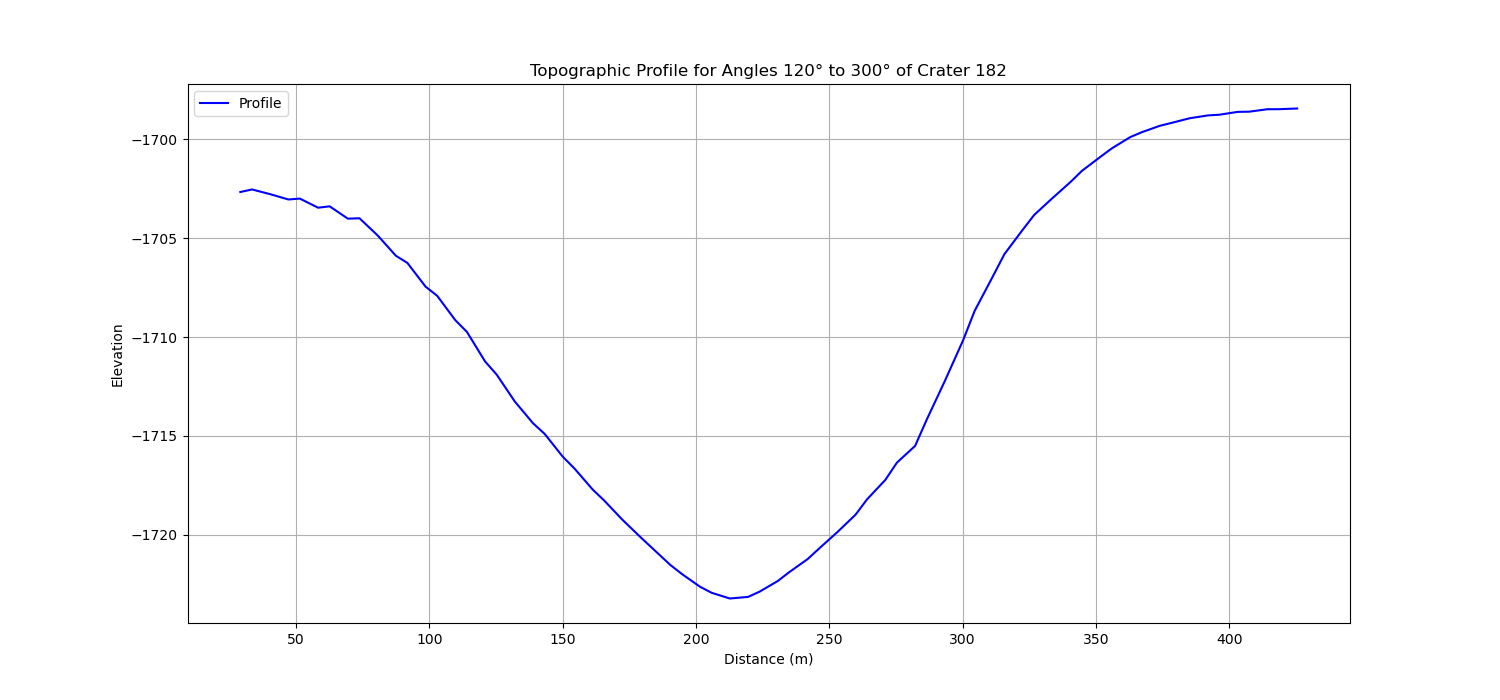 Topographic Profile for Angles 120° to 300° of Crater 182
Profile
−1700
−1705
−1710
−1715
−1720
Elevation
50 100 150 200 250 300 350 400
Distance (m)